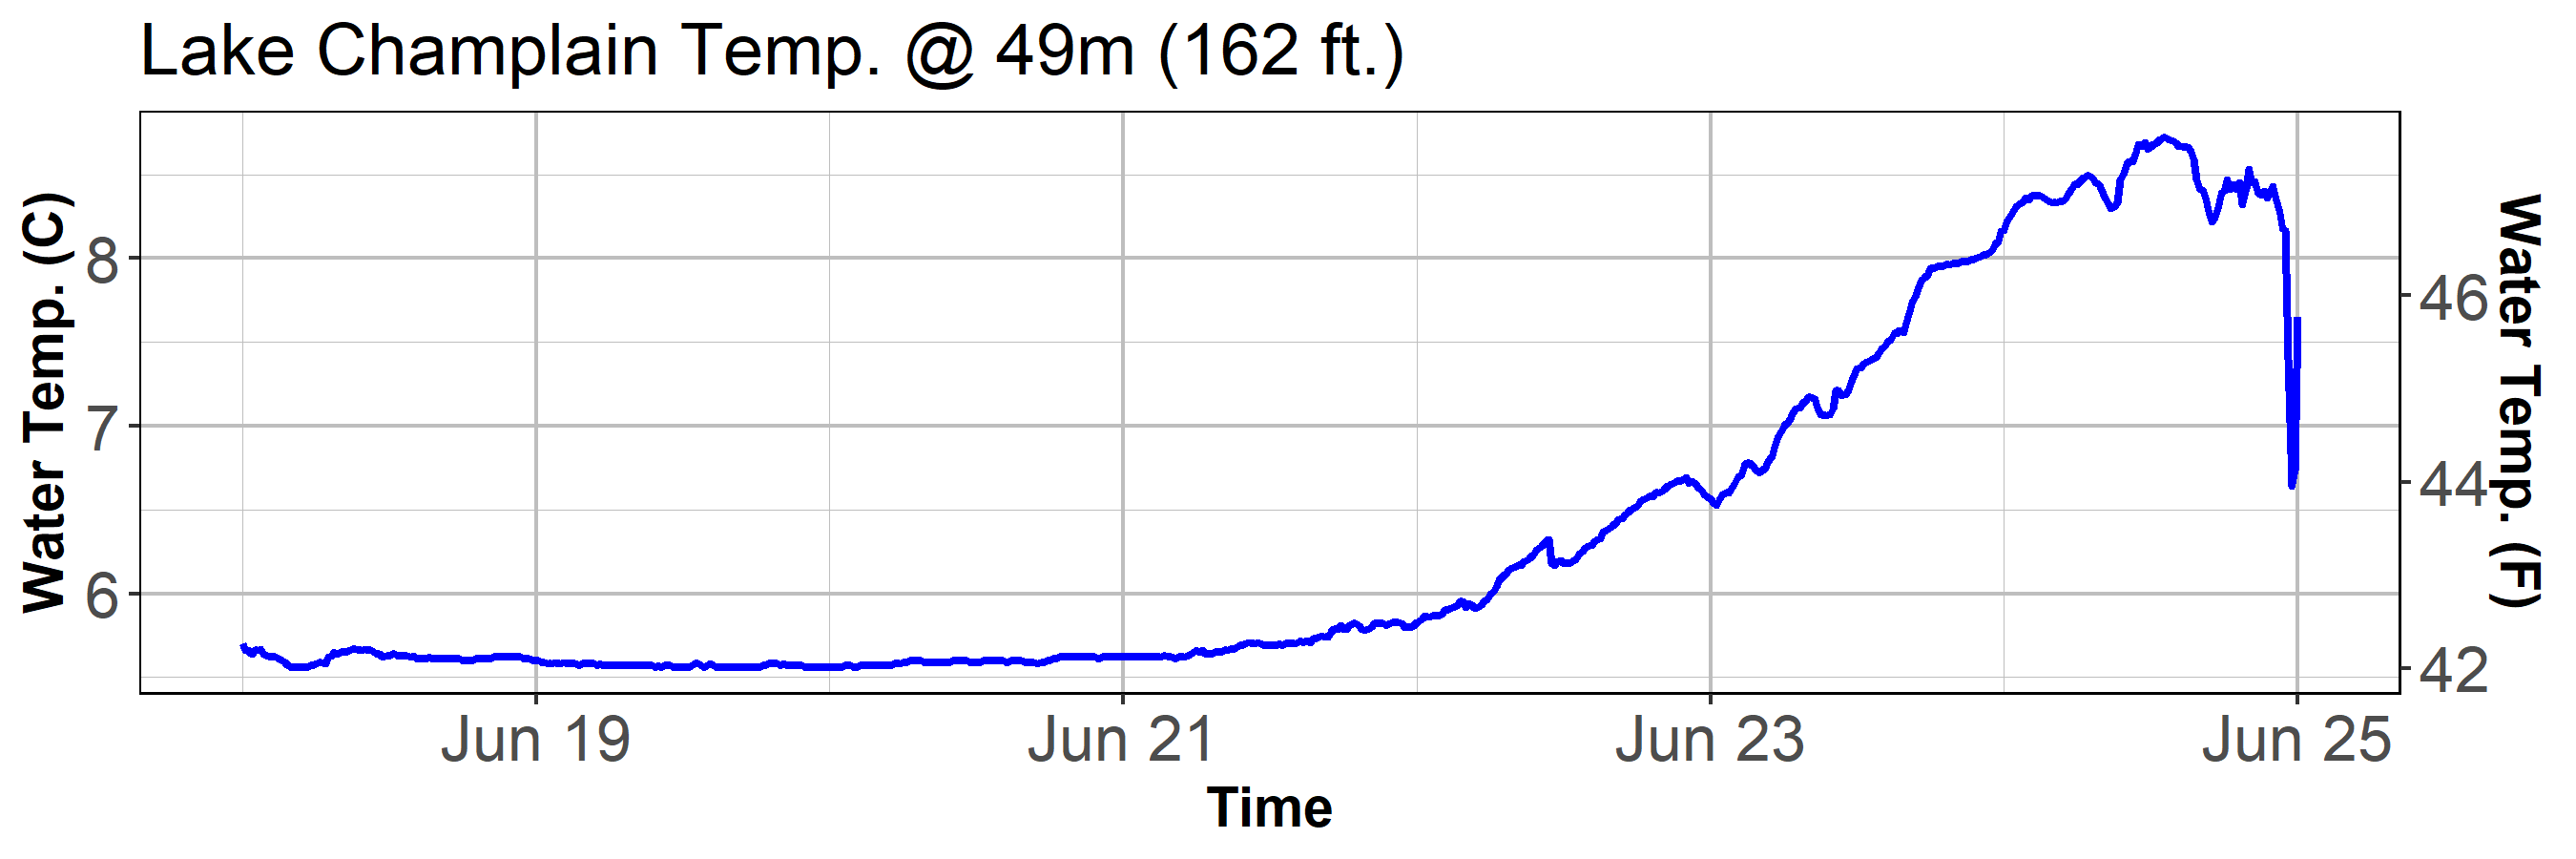 Lake Champlain Temp. @ 49m (162 ft.)
Water Temp. (C)
8
7
6
46
44
42
Water Temp. (F)
Jun 19
Jun 21
Jun 23
Jun 25
Time